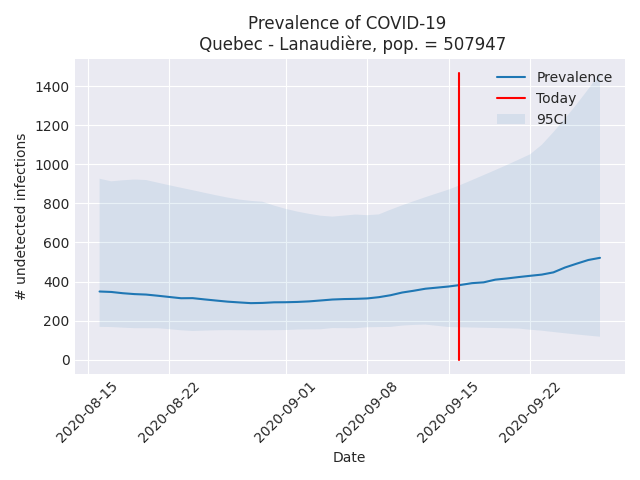 Prevalence of COVID-19
Quebec - Lanaudière, pop. = 507947
Prevalence
Today
95CI
1400
1200
1000
800
600
400
200
0
# undetected infections
2020-08-15
2020-08-22
2020-09-01
2020-09-08
2020-09-15
2020-09-22
Date